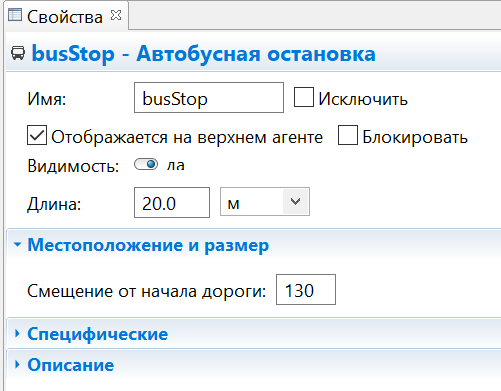 Свойства
busStop - Автобусная остановка
Имя: busStop Исключить
Отображается на верхнем агенте Блокировать
Видимость: да
Длина: 20.0 м
Местоположение и размер
Смещение от начала дороги: 130
Специфические
Описание